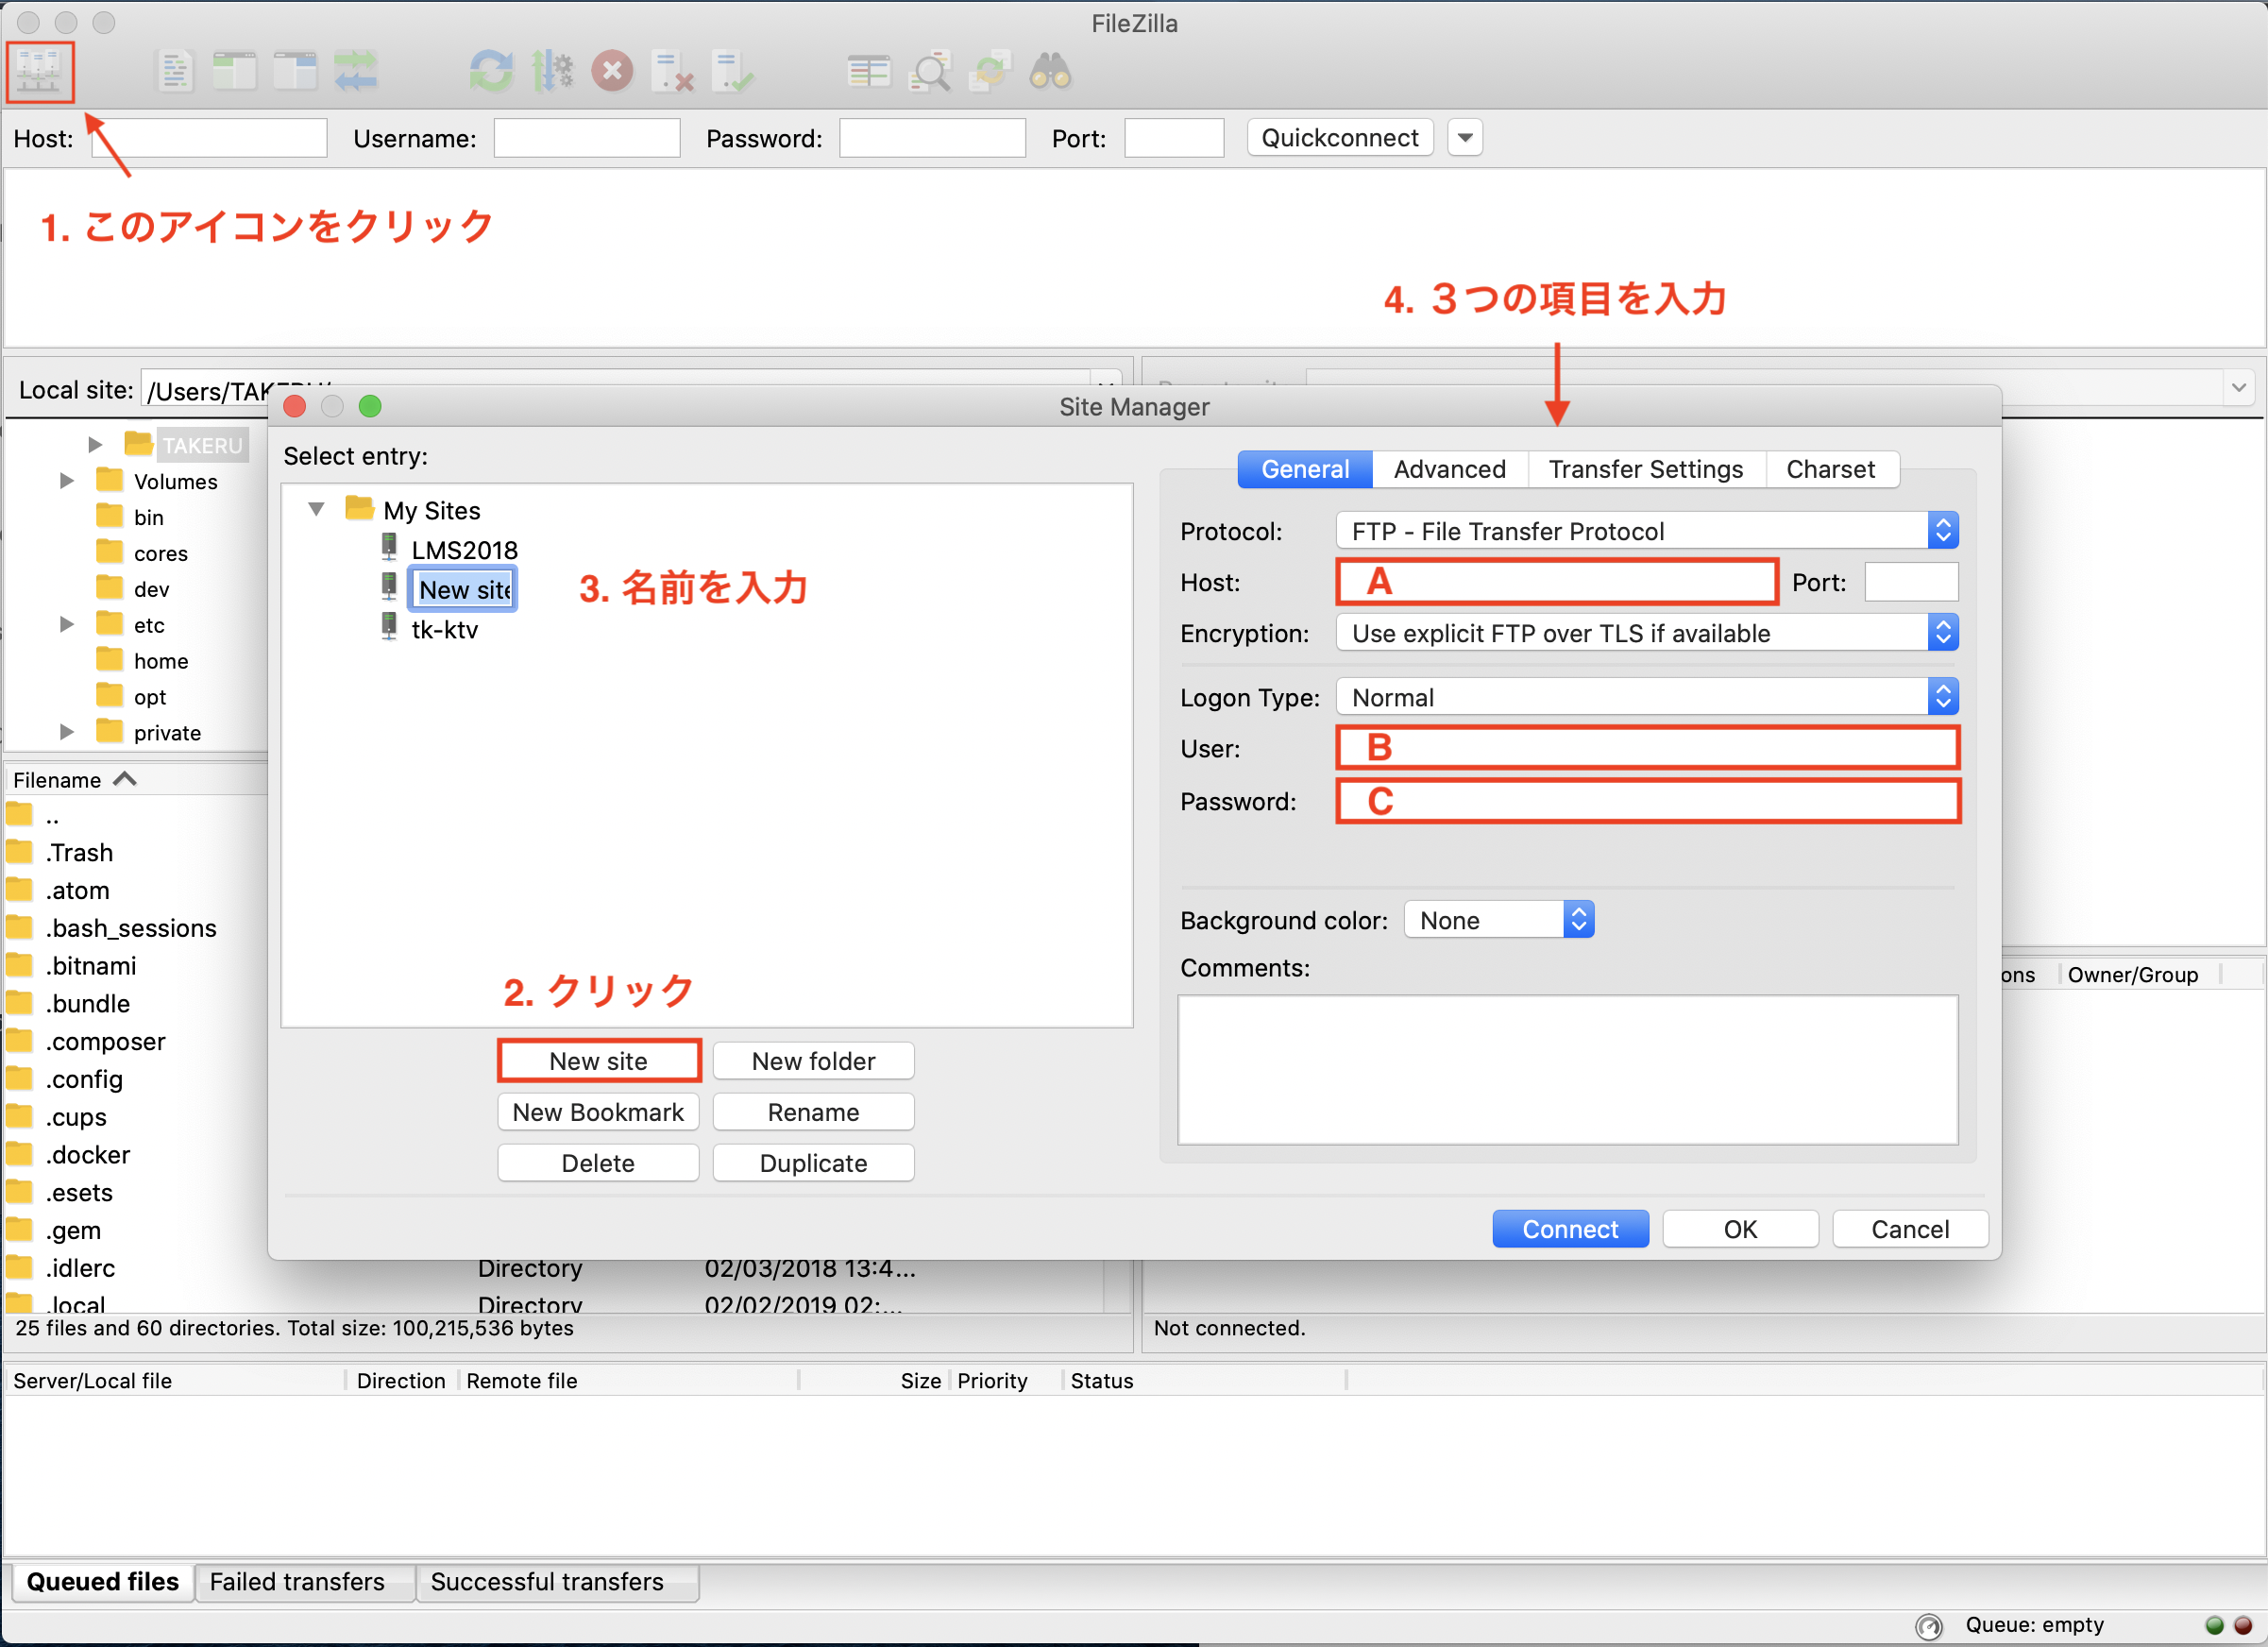 FileZilla
Host:
Username:
Password:
Port:
Quickconnect
1. このアイコンをクリック
4. ３つの項目を入力
Local site:
TAKERU
Volumes
bin
cores
dev
etc
home
opt
private
Filename
..
.Trash
.atom
.bash_sessions
.bitnami
.bundle
.composer
.config
.cups
.docker
.esets
.gem
.idlerc Directory 02/03/2018 13:4...
.local Directory 02/02/2019 02:...
25 files and 60 directories. Total size: 100,215,536 bytes
Site Manager
Select entry:
My Sites
LMS2018
New site
tk-ktv
3. 名前を入力
2. クリック
New site
New folder
New Bookmark
Rename
Delete
Duplicate
General
Advanced
Transfer Settings
Charset
Protocol: FTP - File Transfer Protocol
Host: A Port:
Encryption: Use explicit FTP over TLS if available
Logon Type: Normal
User: B
Password: C
Background color: None
Comments:
Connect
OK
Cancel
Owner/Group
Not connected.
Server/Local file
Direction
Remote file
Size
Priority
Status
Queued files
Failed transfers
Successful transfers
Queue: empty